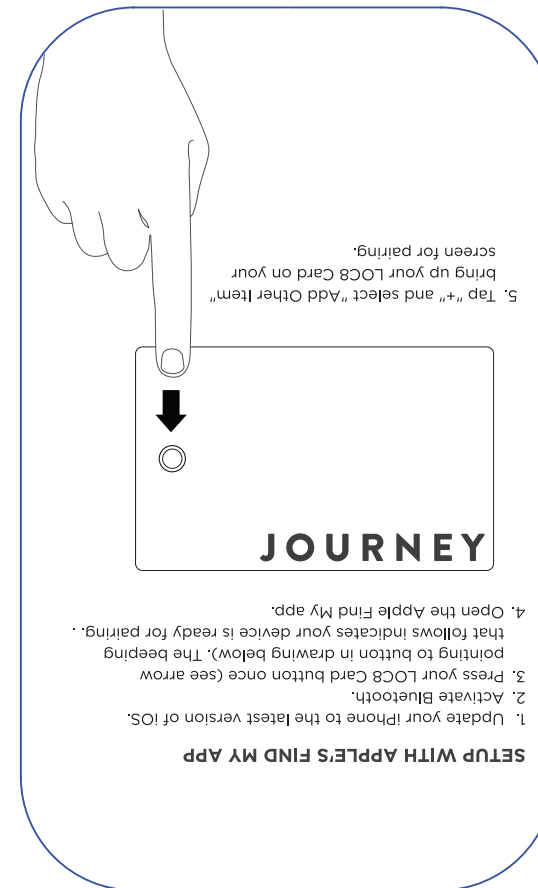 SETUP WITH APPLE'S FIND MY APP
1. Update your iPhone to the latest version of iOS.
2. Activate Bluetooth.
3. Press your LOC8 Card button once (see arrow
pointing to button in drawing below). The beeping
that follows indicates your device is ready for pairing. .
4. Open the Apple Find My app.
JOURNEY
5. Tap "+" and select "Add Other Item"
bring up your LOC8 Card on your
screen for pairing.